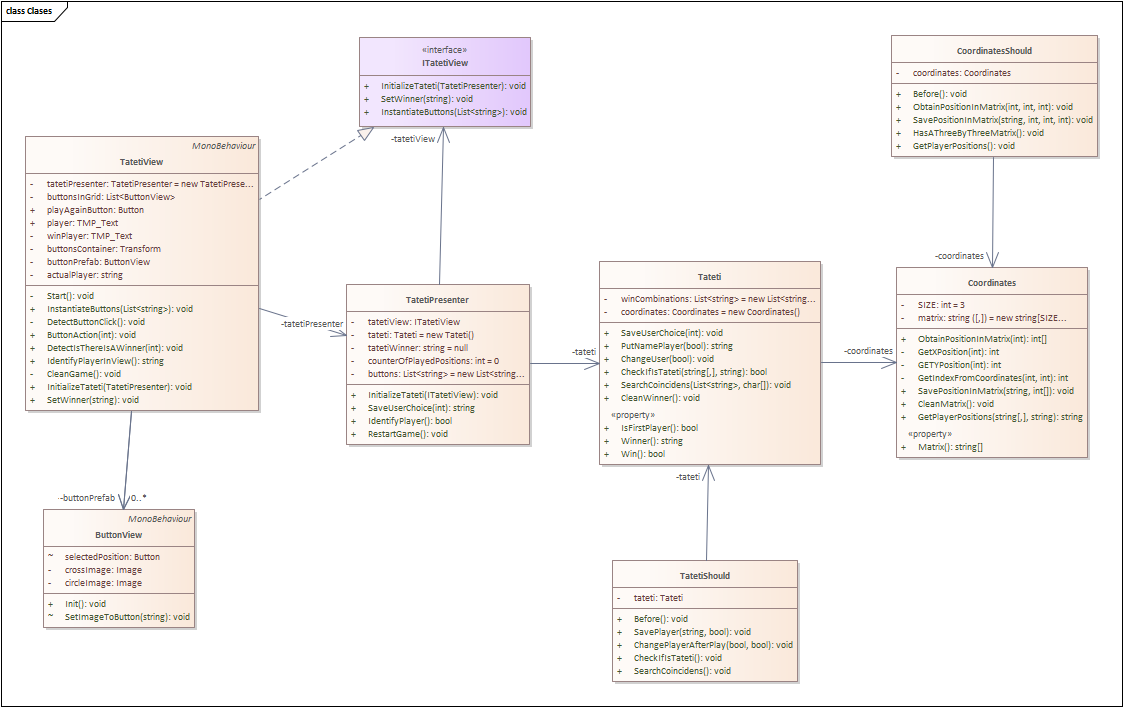 class Clases
«interface»
ITatetiView
+ InitializeTateti(TatetiPresenter): void
+ SetWinner(string): void
+ InstantiateButtons(List<string>): void
-tatetiView
CoordinatesShould
- coordinates: Coordinates
+ Before(): void
+ ObtainPositionInMatrix(int, int, int): void
+ SavePositionInMatrix(string, int, int, int): void
+ HasAThreeByThreeMatrix(): void
+ GetPlayerPositions(): void
-coordinates
MonoBehaviour
TatetiView
- tatetiPresenter: TatetiPresenter = new TatetiPrese...
- buttonsInGrid: List<ButtonView>
+ playAgainButton: Button
+ player: TMP_Text
- winPlayer: TMP_Text
- buttonsContainer: Transform
- buttonPrefab: ButtonView
- actualPlayer: string
- Start(): void
+ InstantiateButtons(List<string>): void
- DetectButtonClick(): void
+ ButtonAction(int): void
+ DetectIsThereIsAWinner(int): void
+ IdentifyPlayerInView(): string
- CleanGame(): void
+ InitializeTateti(TatetiPresenter): void
+ SetWinner(string): void
-tatetiPresenter
TatetiPresenter
- tatetiView: ITatetiView
- tateti: Tateti = new Tateti()
- tatetiWinner: string = null
- counterOfPlayedPositions: int = 0
- buttons: List<string> = new List<string...
+ InitializeTateti(ITatetiView): void
+ SaveUserChoice(int): string
+ IdentifyPlayer(): bool
+ RestartGame(): void
-tateti
Tateti
- winCombinations: List<string> = new List<string...
- coordinates: Coordinates = new Coordinates()
+ SaveUserChoice(int): void
+ PutNamePlayer(bool): string
+ ChangeUser(bool): void
+ CheckIfIsTateti(string[,], string): bool
+ SearchCoincidens(List<string>, char[]): void
+ CleanWinner(): void
«property»
+ IsFirstPlayer(): bool
+ Winner(): string
+ Win(): bool
-coordinates
Coordinates
- SIZE: int = 3
- matrix: string ([,]) = new string[SIZE...
+ ObtainPositionInMatrix(int): int[]
- GetXPosition(int): int
- GETYPosition(int): int
- GetIndexFromCoordinates(int, int): int
+ SavePositionInMatrix(string, int[]): void
+ CleanMatrix(): void
+ GetPlayerPositions(string[,], string): string
«property»
+ Matrix(): string[]
-tateti
-buttonPrefab 0..*
MonoBehaviour
ButtonView
~ selectedPosition: Button
- crossImage: Image
- circleImage: Image
+ Init(): void
~ SetImageToButton(string): void
TatetiShould
- tateti: Tateti
+ Before(): void
+ SavePlayer(string, bool): void
+ ChangePlayerAfterPlay(bool, bool): void
+ CheckIfIsTateti(): void
+ SearchCoincidens(): void